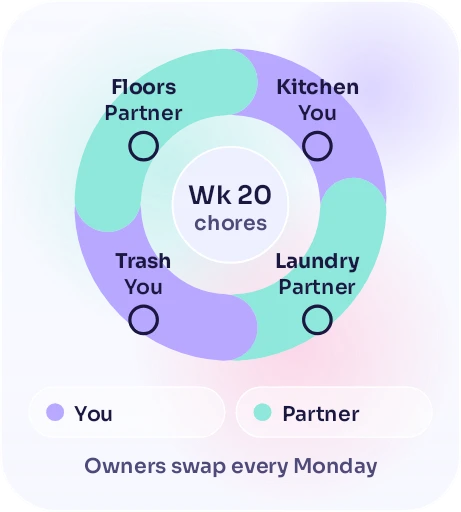 Floors
Partner
Kitchen
You
Wk 20
chores
Trash
You
Laundry
Partner
You
Partner
Owners swap every Monday